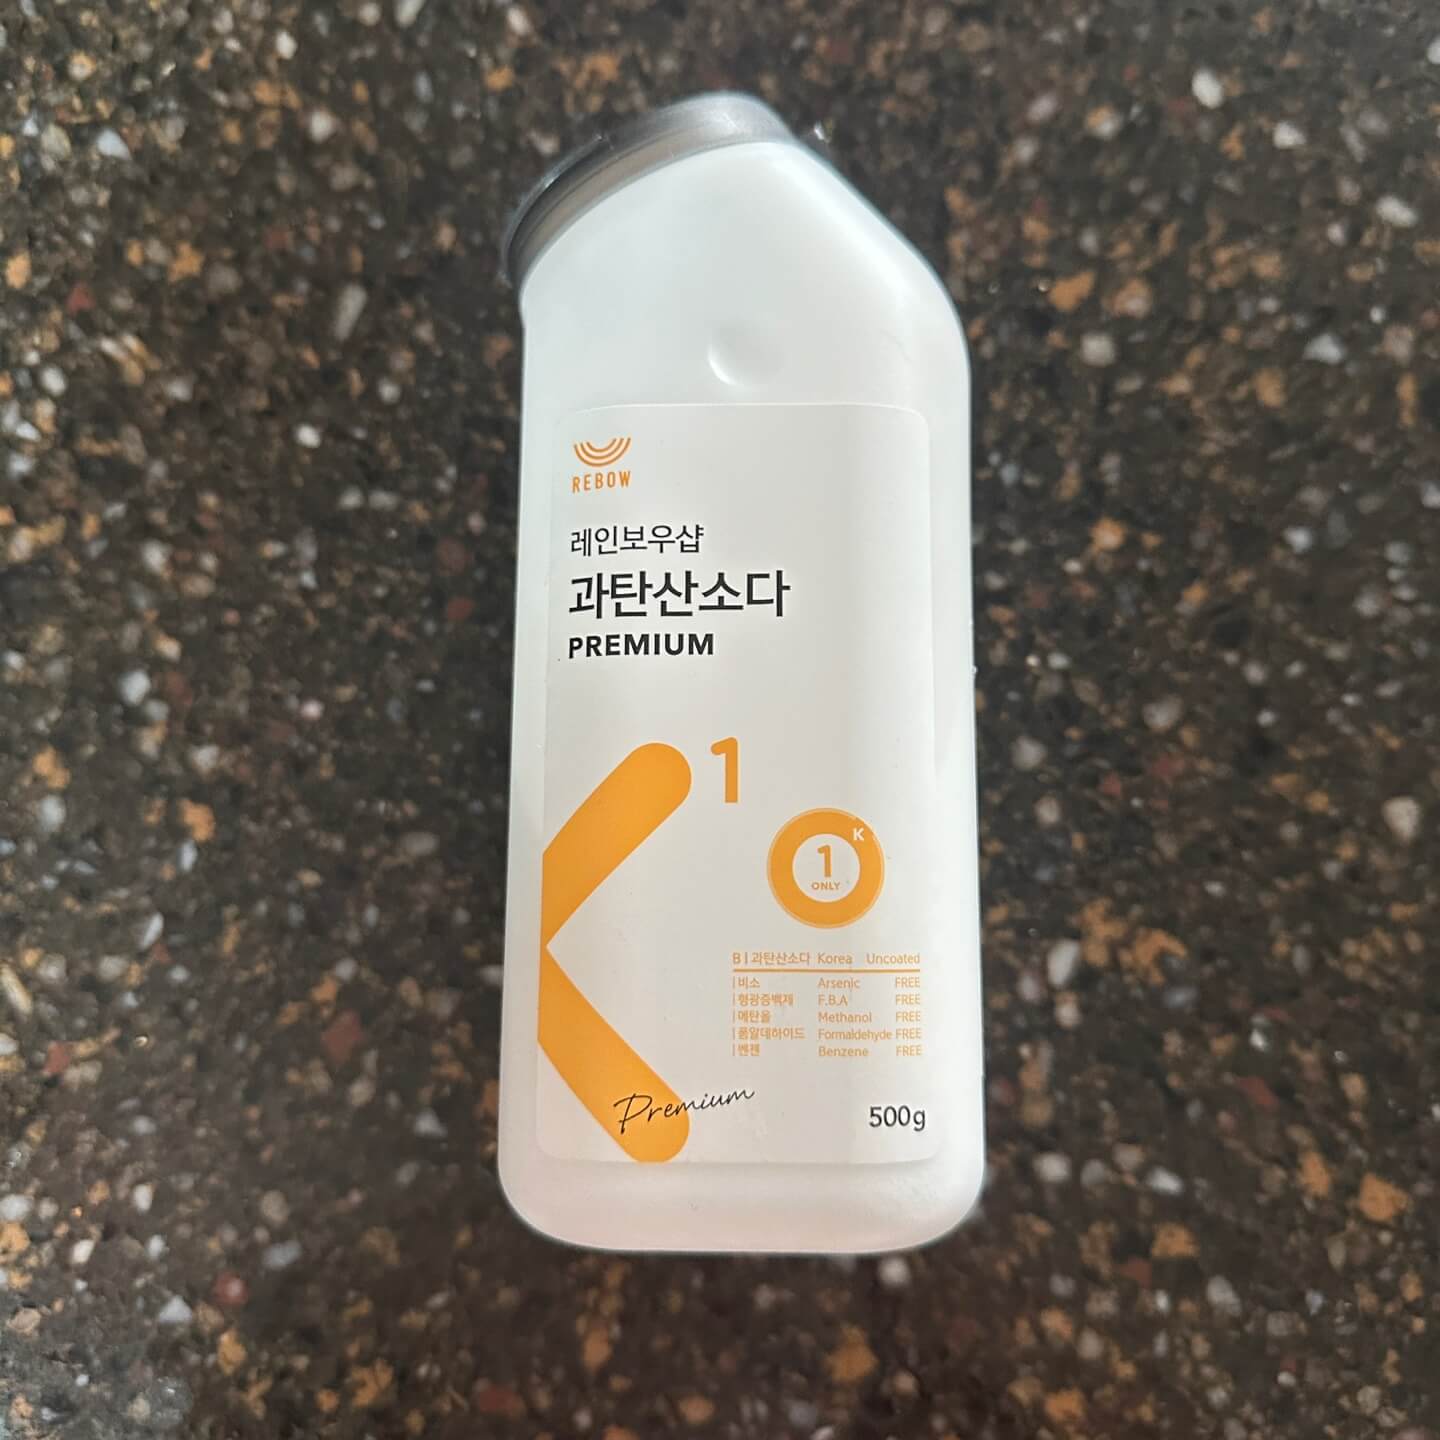 REBOW
레인보우샵
과탄산소다
PREMIUM
1
K
1
ONLY
B | 과탄산소다 Korea Uncoated
| 비소 Arsenic FREE
| 형광증백제 F.B.A FREE
| 메탄올 Methanol FREE
| 폼알데하이드 Formaldehyde FREE
| 벤젠 Benzene FREE
Premium
500g